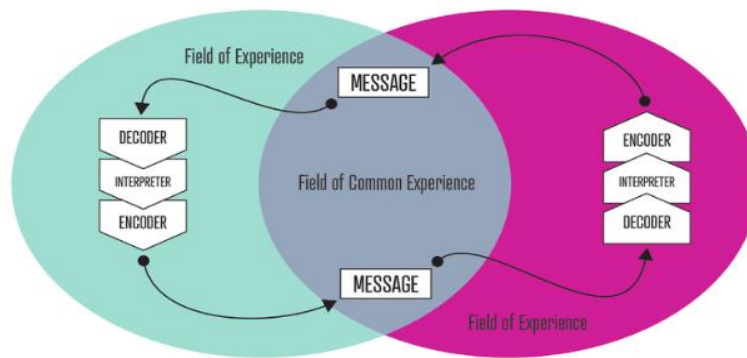 Field of Experience
MESSAGE
DECODER
INTERPRETER
ENCODER
Field of Common Experience
ENCODER
INTERPRETER
DECODER
MESSAGE
Field of Experience